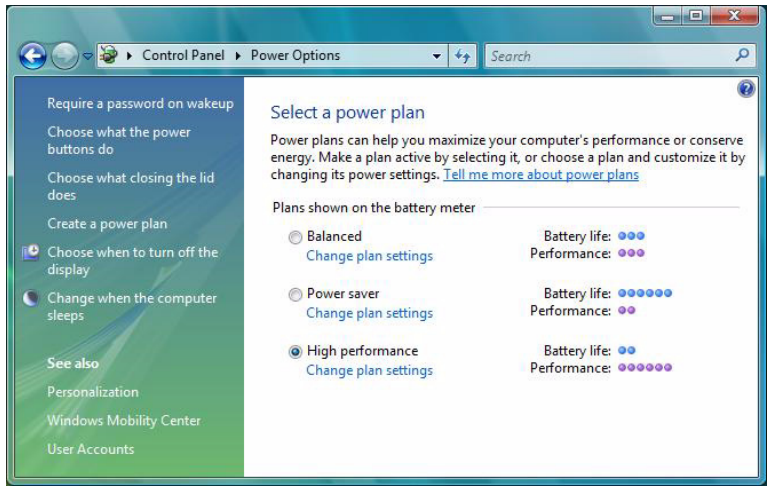 Control Panel ▸ Power Options
Search
Require a password on wakeup
Choose what the power
buttons do
Choose what closing the lid
does
Create a power plan
Choose when to turn off the
display
Change when the computer
sleeps
See also
Personalization
Windows Mobility Center
User Accounts
Select a power plan
Power plans can help you maximize your computer's performance or conserve
energy. Make a plan active by selecting it, or choose a plan and customize it by
changing its power settings. Tell me more about power plans
Plans shown on the battery meter
Balanced Battery life:
Change plan settings Performance:
Power saver Battery life:
Change plan settings Performance:
High performance Battery life:
Change plan settings Performance: